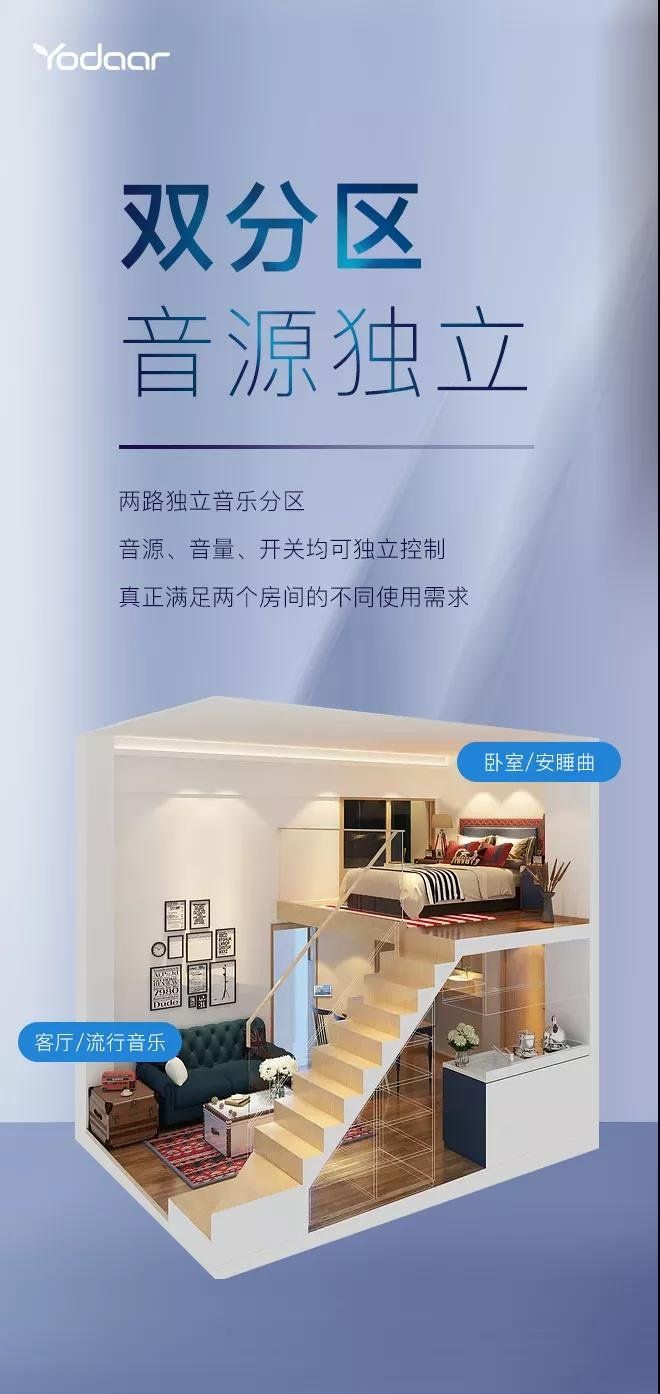 Yodaar
双分区
音源独立
两路独立音乐分区
音源、音量、开关均可独立控制
真正满足两个房间的不同使用需求
卧室/安睡曲
客厅/流行音乐
7980
Dude